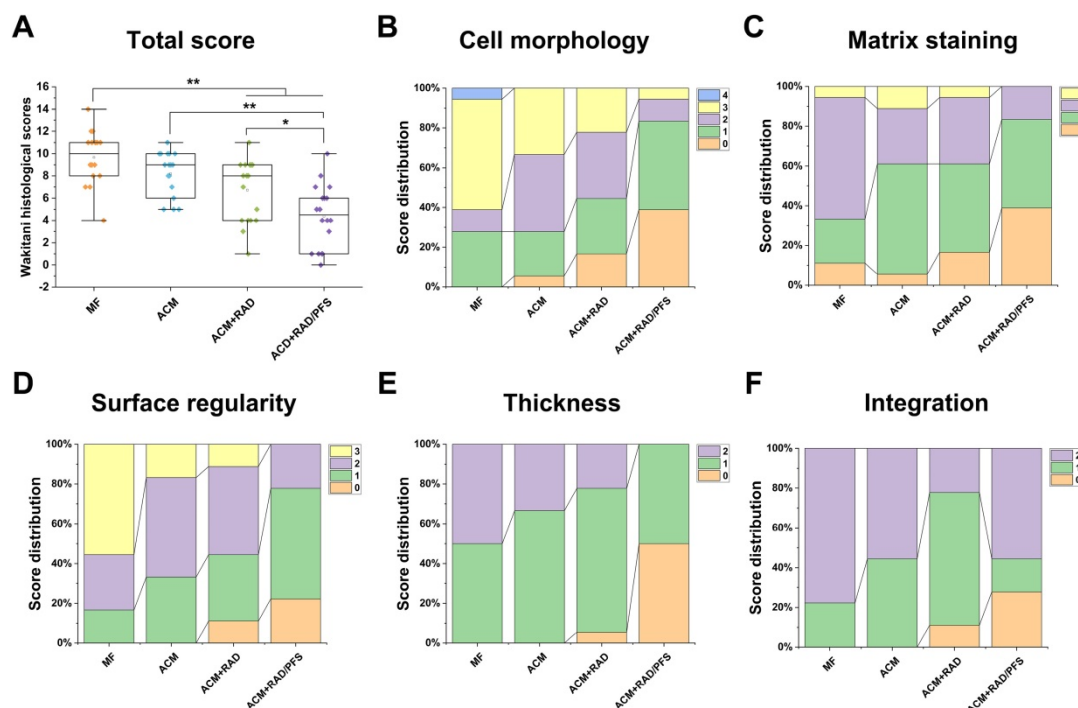 A
Total score
Wakitani histological scores
16
14
12
10
8
6
4
2
0
-2
**
**
*
MF
ACM
ACM+RAD
ACD+RAD/PFS
B
Cell morphology
Score distribution
100%
80%
60%
40%
20%
0%
4
3
2
1
0
MF
ACM
ACM+RAD
ACM+RAD/PFS
C
Matrix staining
Score distribution
100%
80%
60%
40%
20%
0%
MF
ACM
ACM+RAD
ACM+RAD/PFS
D
Surface regularity
Score distribution
100%
80%
60%
40%
20%
0%
3
2
1
0
MF
ACM
ACM+RAD
ACM+RAD/PFS
E
Thickness
Score distribution
100%
80%
60%
40%
20%
0%
2
1
0
MF
ACM
ACM+RAD
ACM+RAD/PFS
F
Integration
Score distribution
100%
80%
60%
40%
20%
0%
2
1
0
MF
ACM
ACM+RAD
ACM+RAD/PFS